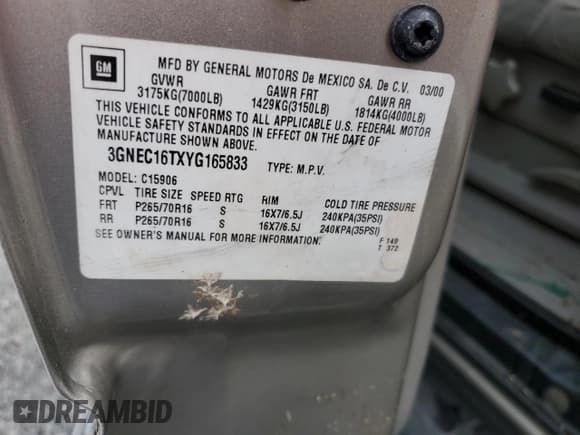 GM
MFD BY GENERAL MOTORS De MEXICO SA. De C.V. 03/00
GVWR GAWR FRT GAWR RR
3175KG(7000LB) 1429KG(3150LB) 1814KG(4000LB)
THIS VEHICLE CONFORMS TO ALL APPLICABLE U.S. FEDERAL MOTOR
VEHICLE SAFETY STANDARDS IN EFFECT ON THE DATE OF
MANUFACTURE SHOWN ABOVE.
3GNEC16TXYG165833 TYPE: M.P.V.
MODEL: C15906
CPVL TIRE SIZE SPEED RTG RIM COLD TIRE PRESSURE
FRT P265/70R16 S 16X7/6.5J 240KPA(35PSI)
RR P265/70R16 S 16X7/6.5J 240KPA(35PSI)
SEE OWNER'S MANUAL FOR MORE INFORMATION.
F 149
T 372
DREAMBID